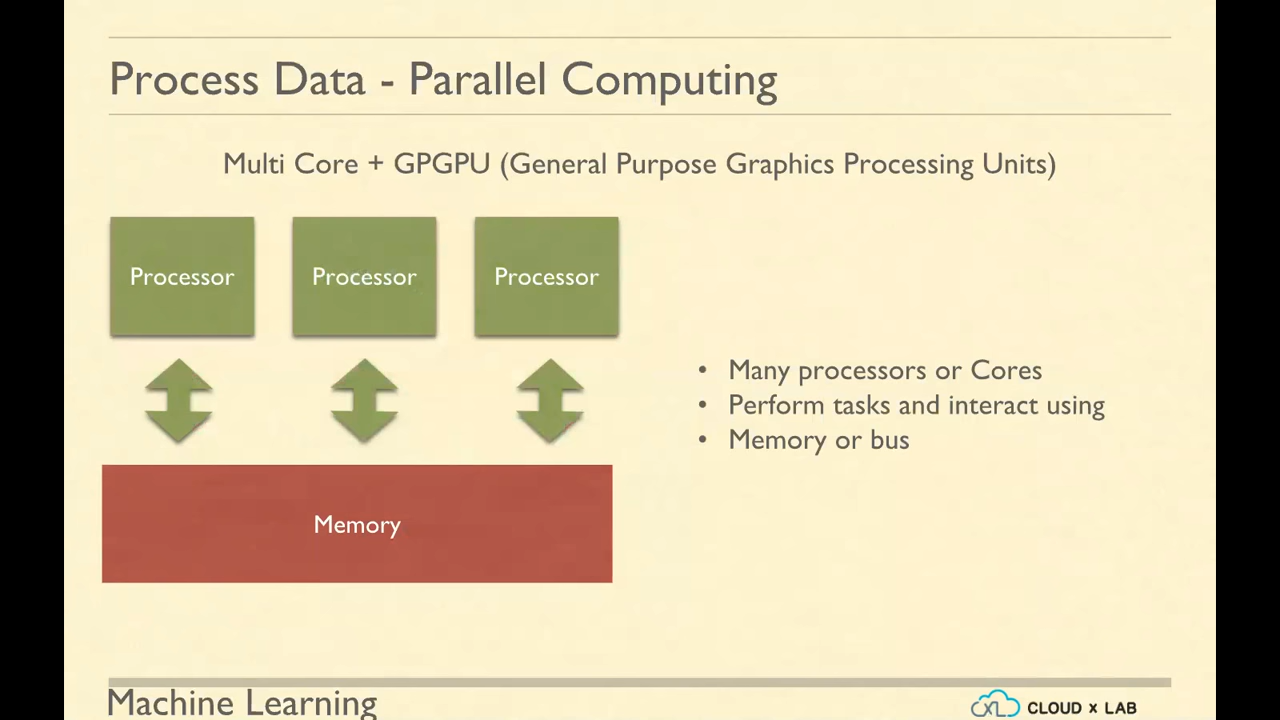 Process Data - Parallel Computing
Multi Core + GPGPU (General Purpose Graphics Processing Units)
Processor
Processor
Processor
• Many processors or Cores
• Perform tasks and interact using
• Memory or bus
Memory
Machine Learning
CLOUD x LAB